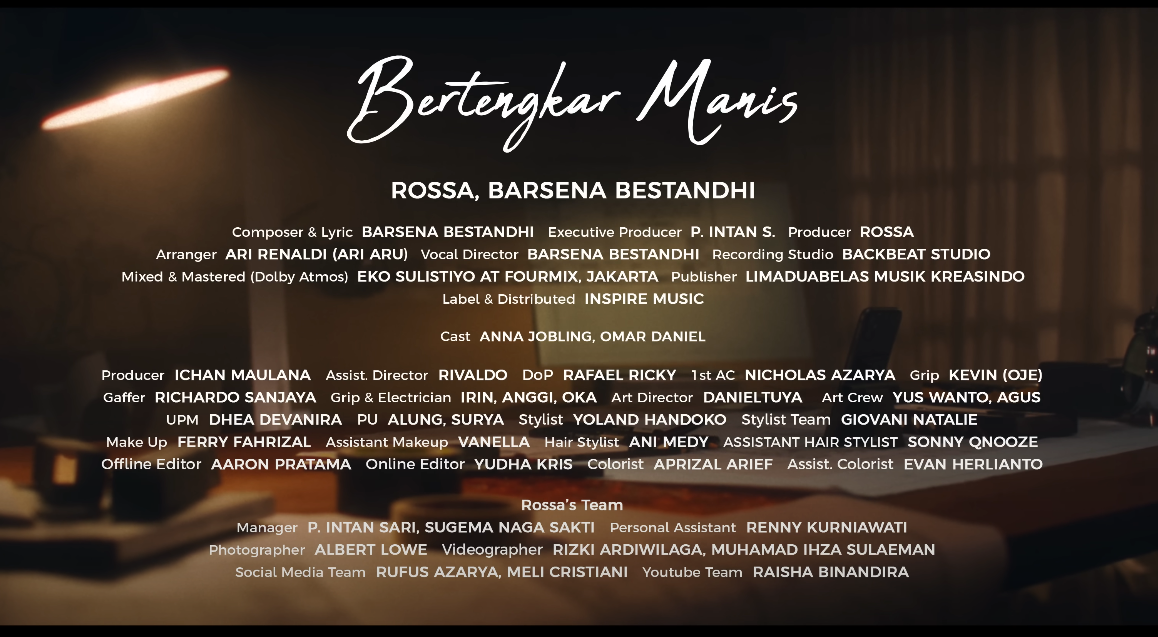 Bertengkar Manis
ROSSA, BARSENA BESTANDHI
Composer & Lyric BARSENA BESTANDHI Executive Producer P. INTAN S. Producer ROSSA
Arranger ARI RENALDI (ARI ARU) Vocal Director BARSENA BESTANDHI Recording Studio BACKBEAT STUDIO
Mixed & Mastered (Dolby Atmos) EKO SULISTIYO AT FOURMIX, JAKARTA Publisher LIMADUABELAS MUSIK KREASINDO
Label & Distributed INSPIRE MUSIC
Cast ANNA JOBLING, OMAR DANIEL
Producer ICHAN MAULANA Assist. Director RIVALDO DoP RAFAEL RICKY 1st AC NICHOLAS AZARYA Grip KEVIN (OJE)
Gaffer RICHARDO SANJAYA Grip & Electrician IRIN, ANGGI, OKA Art Director DANIELTUYA Art Crew YUS WANTO, AGUS
UPM DHEA DEVANIRA PU ALUNG, SURYA Stylist YOLAND HANDOKO Stylist Team GIOVANI NATALIE
Make Up FERRY FAHRIZAL Assistant Makeup VANELLA Hair Stylist ANI MEDY ASSISTANT HAIR STYLIST SONNY QNOOZE
Offline Editor AARON PRATAMA Online Editor YUDHA KRIS Colorist APRIZAL ARIEF Assist. Colorist EVAN HERLIANTO
Rossa's Team
Manager P. INTAN SARI, SUGEMA NAGA SAKTI Personal Assistant RENNY KURNIAWATI
Photographer ALBERT LOWE Videographer RIZKI ARDIWILAGA, MUHAMAD IHZA SULAEMAN
Social Media Team RUFUS AZARYA, MELI CRISTIANI Youtube Team RAISHA BINANDIRA